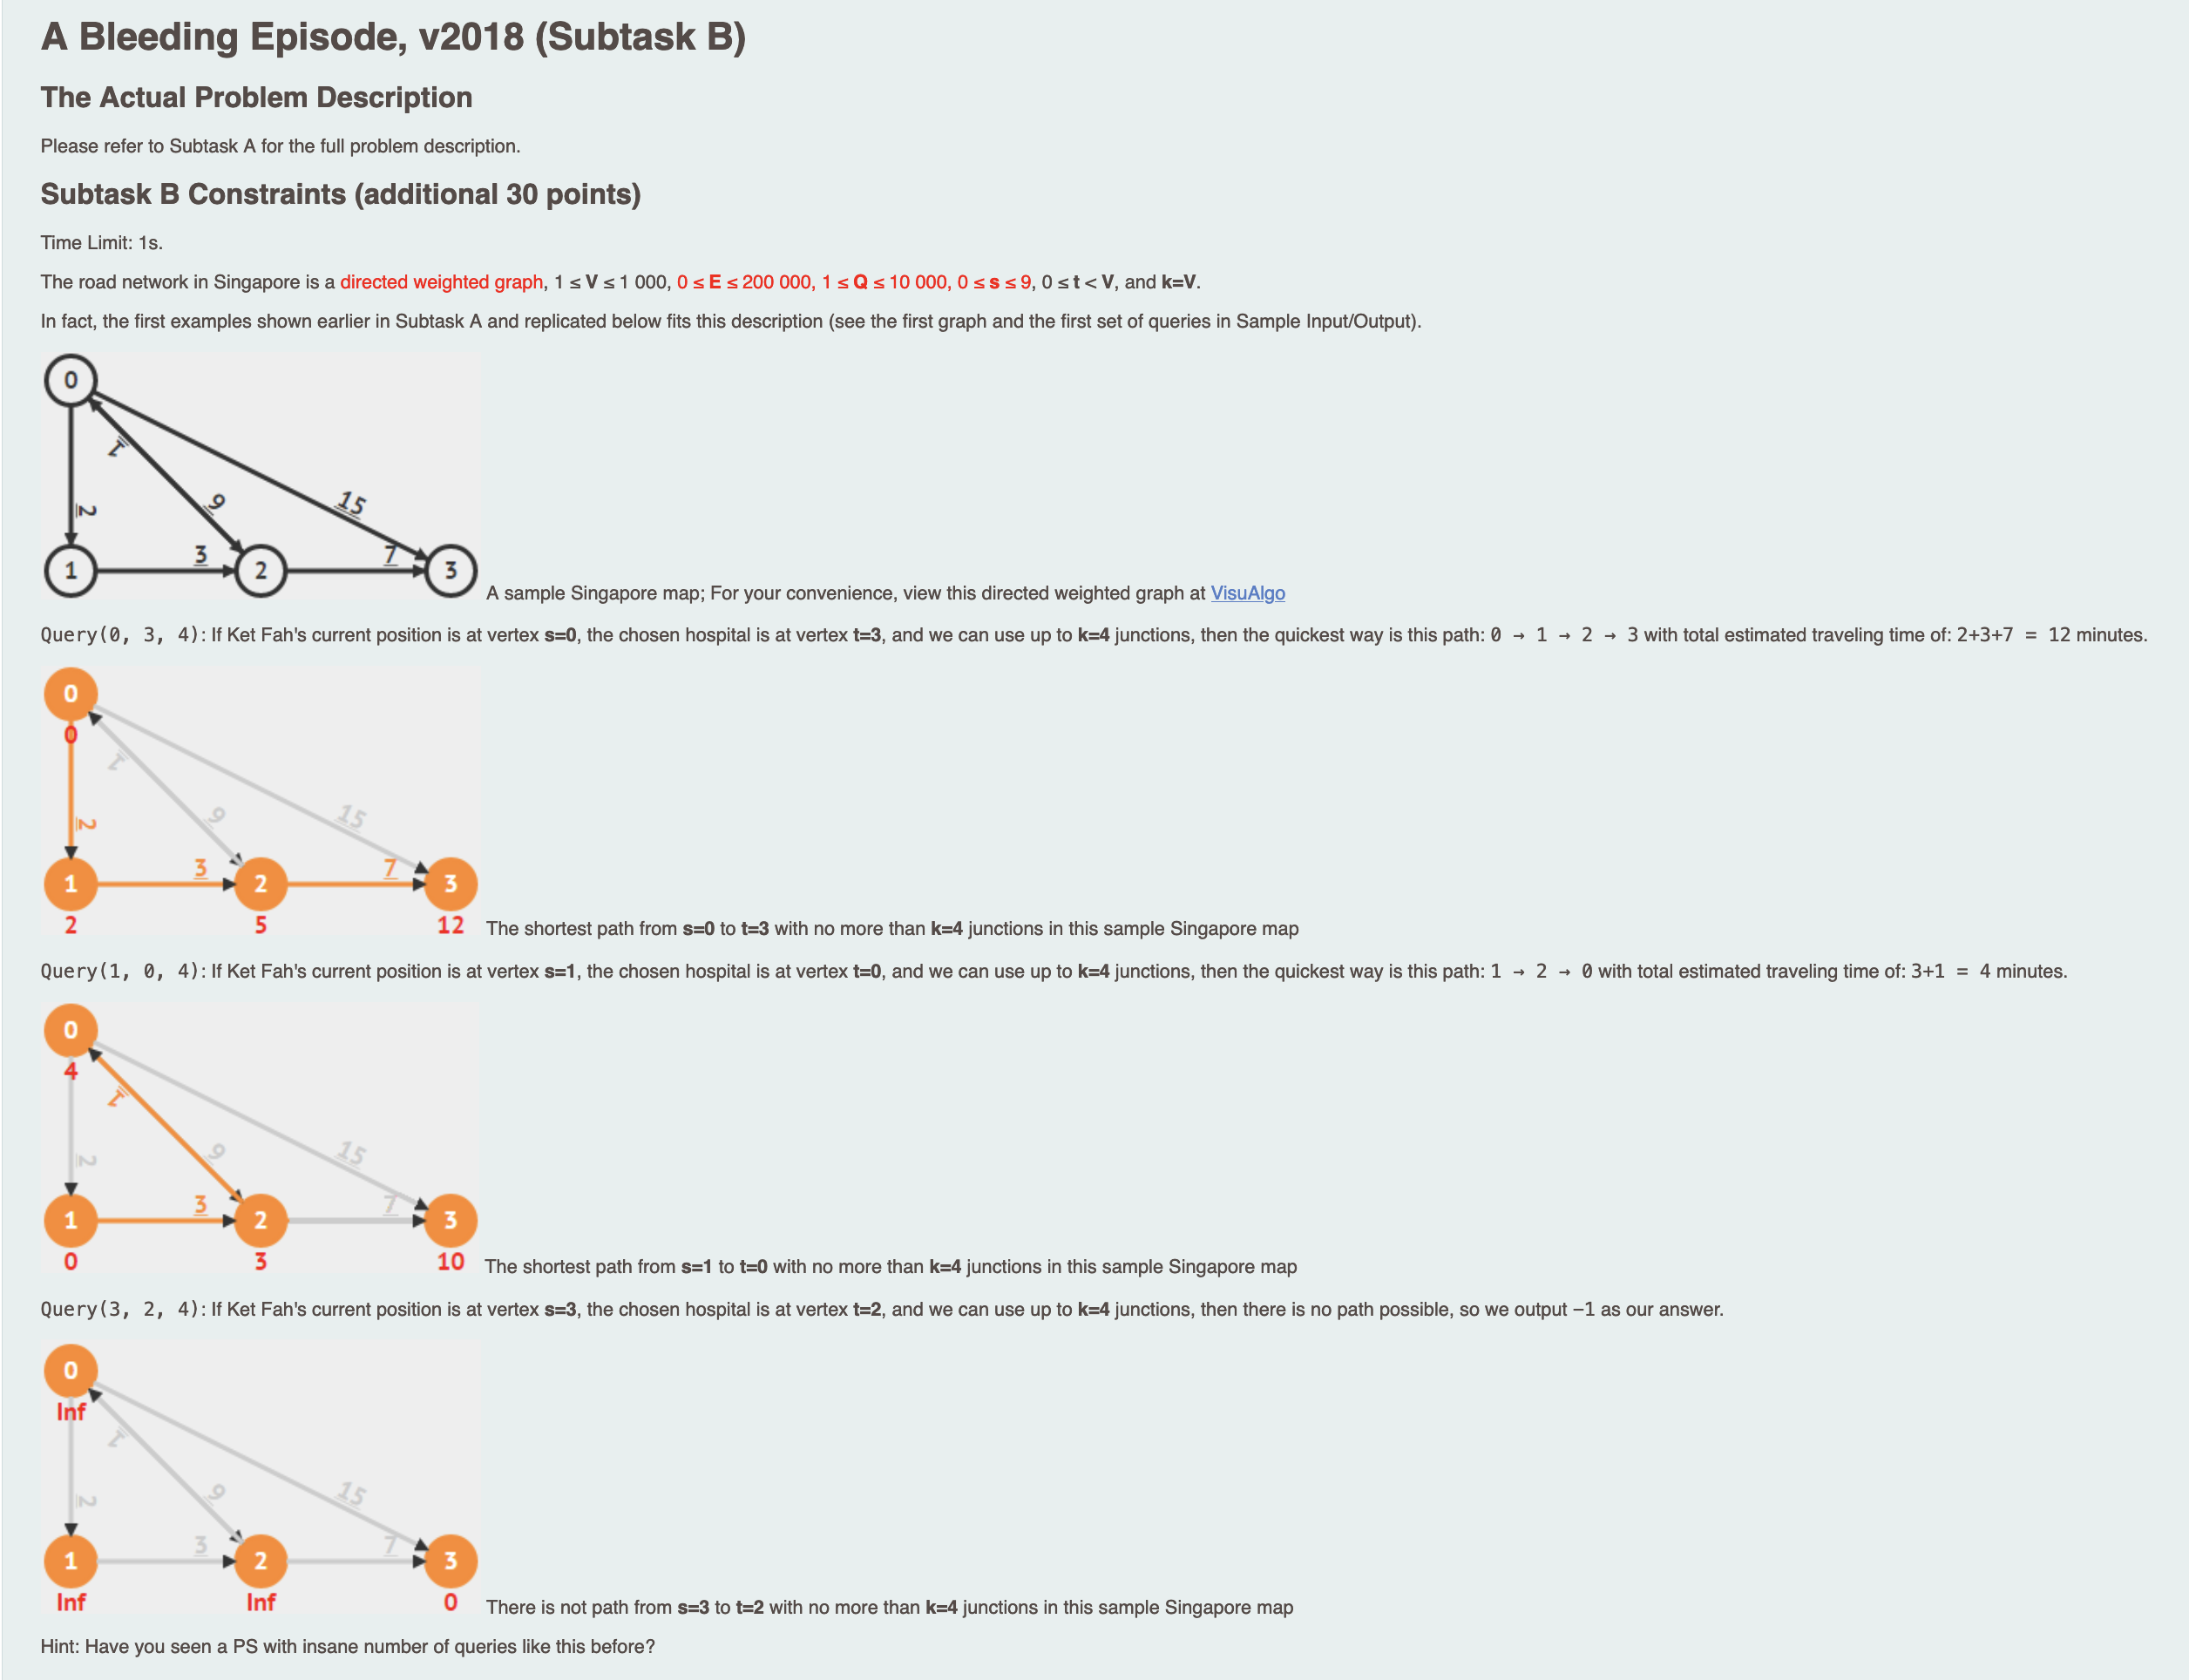 A Bleeding Episode, v2018 (Subtask B)
The Actual Problem Description
Please refer to Subtask A for the full problem description.
Subtask B Constraints (additional 30 points)
Time Limit: 1s.
The road network in Singapore is a directed weighted graph, 1 ≤ V ≤ 1 000, 0 ≤ E ≤ 200 000, 1 ≤ Q ≤ 10 000, 0 ≤ s ≤ 9, 0 ≤ t < V, and k=V.
In fact, the first examples shown earlier in Subtask A and replicated below fits this description (see the first graph and the first set of queries in Sample Input/Output).
0
1
9
15
2
3
7
1
2
3
A sample Singapore map; For your convenience, view this directed weighted graph at VisuAlgo
Query(0, 3, 4): If Ket Fah's current position is at vertex s=0, the chosen hospital is at vertex t=3, and we can use up to k=4 junctions, then the quickest way is this path: 0 → 1 → 2 → 3 with total estimated traveling time of: 2+3+7 = 12 minutes.
0
0
1
9
15
2
3
7
1
2
3
2
5
12
The shortest path from s=0 to t=3 with no more than k=4 junctions in this sample Singapore map
Query(1, 0, 4): If Ket Fah's current position is at vertex s=1, the chosen hospital is at vertex t=0, and we can use up to k=4 junctions, then the quickest way is this path: 1 → 2 → 0 with total estimated traveling time of: 3+1 = 4 minutes.
0
4
1
9
15
2
3
7
1
2
3
0
3
10
The shortest path from s=1 to t=0 with no more than k=4 junctions in this sample Singapore map
Query(3, 2, 4): If Ket Fah's current position is at vertex s=3, the chosen hospital is at vertex t=2, and we can use up to k=4 junctions, then there is no path possible, so we output −1 as our answer.
0
Inf
1
9
15
2
3
7
1
2
3
Inf
Inf
0
There is not path from s=3 to t=2 with no more than k=4 junctions in this sample Singapore map
Hint: Have you seen a PS with insane number of queries like this before?